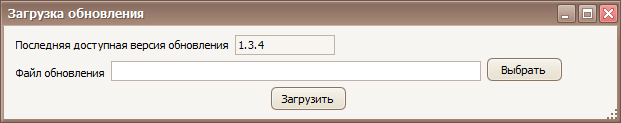 Загрузка обновления
Последняя доступная версия обновления 1.3.4
Файл обновления Выбрать
Загрузить